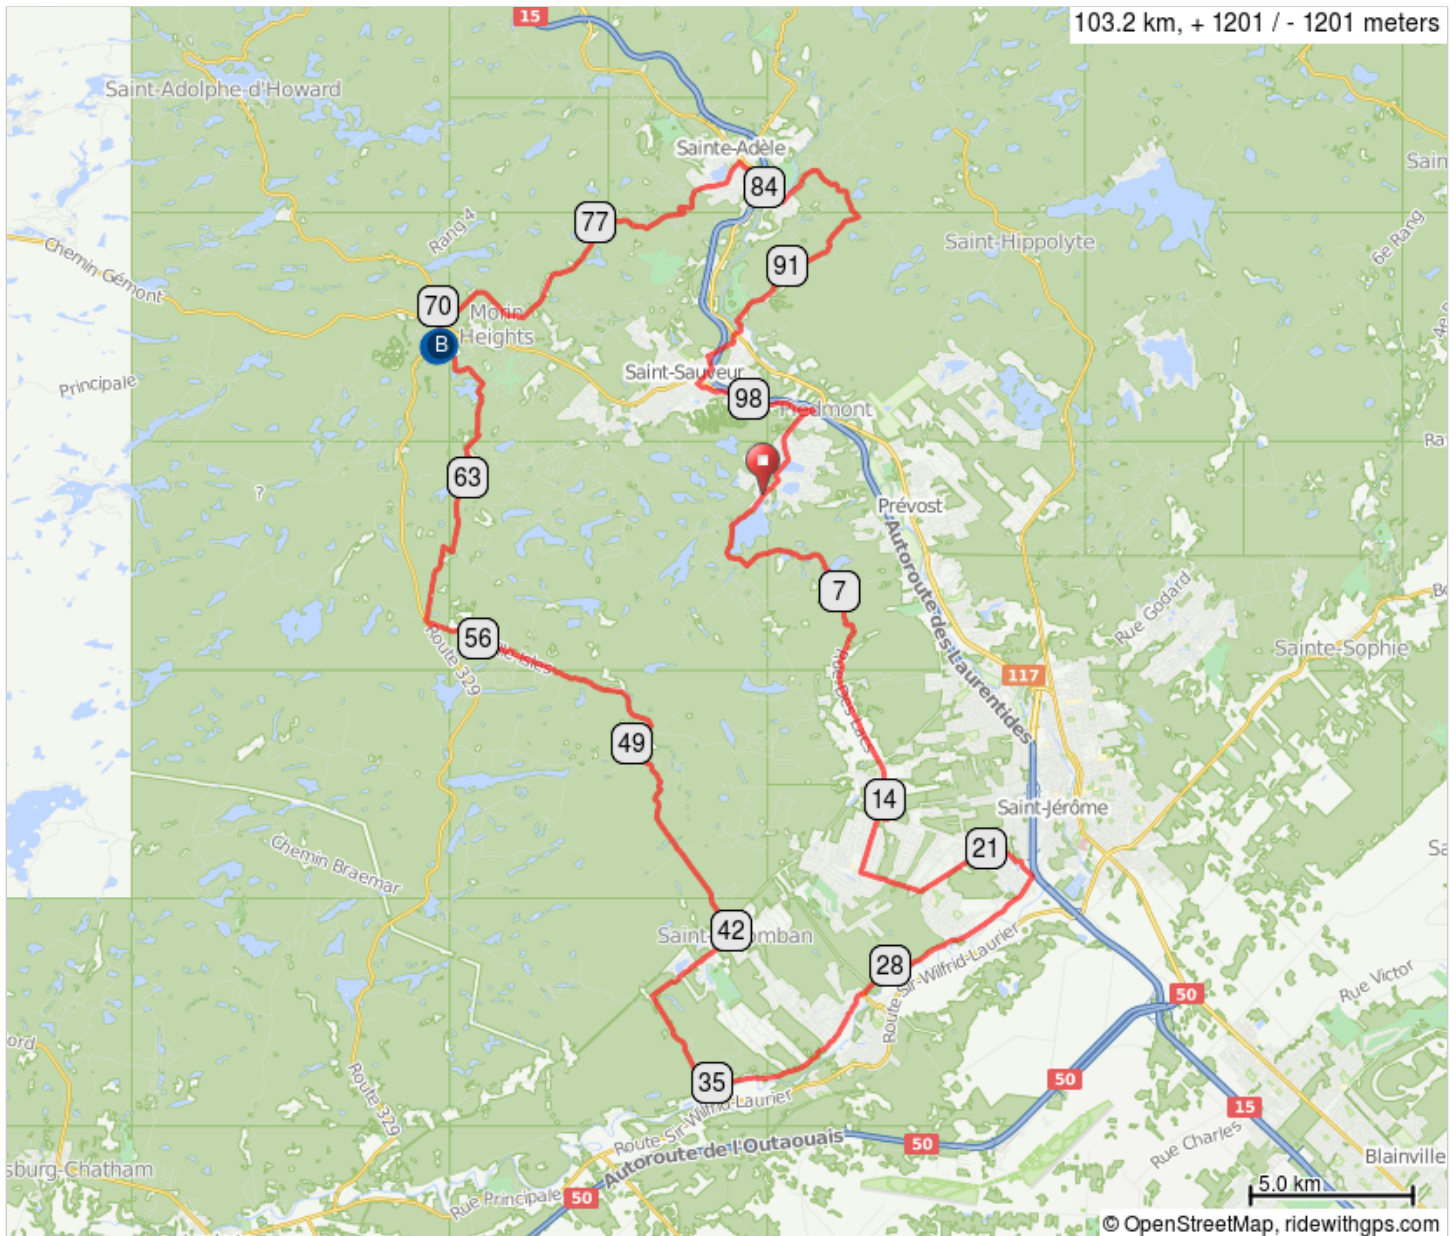 15
103.2 km, + 1201 / - 1201 meters
Saint-Adolphe-d'Howard
Sainte-Adèle
84
77
Rang 4
Saint-Hippolyte
6e Rang
Chemin Gémont
91
70
Morin
Heights
B
Principale
Saint-Sauveur
98
Piedmont
63
?
Prévost
Autoroute des Laurentides
7
Rue Godard
Sainte-Sophie
56
Route 329
117
49
14
Saint-Jérôme
21
Chemin Braemar
42
28
Route Sir-Wilfrid-Laurier
50
Rue Victor
35
Route 329
50
15
Route Sir-Wilfrid-Laurier
Autoroute de l'Outaouais
50
Rue Charles
Blainville
sburg-Chatham
Rue Principale
50
5.0 km
© OpenStreetMap, ridewithgps.com